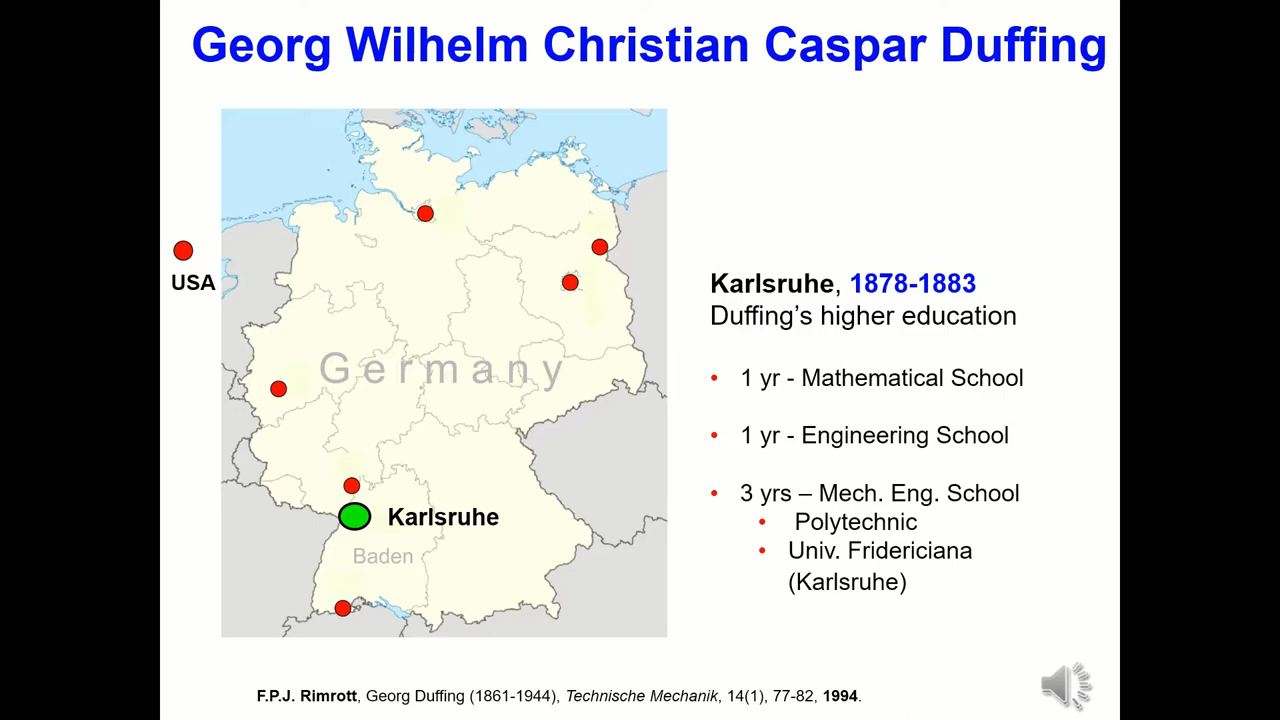 Georg Wilhelm Christian Caspar Duffing
USA
Germany
Karlsruhe
Baden
Karlsruhe, 1878-1883
Duffing’s higher education
• 1 yr - Mathematical School
• 1 yr - Engineering School
• 3 yrs – Mech. Eng. School
• Polytechnic
• Univ. Fridericiana
(Karlsruhe)
F.P.J. Rimrott, Georg Duffing (1861-1944), Technische Mechanik, 14(1), 77-82, 1994.